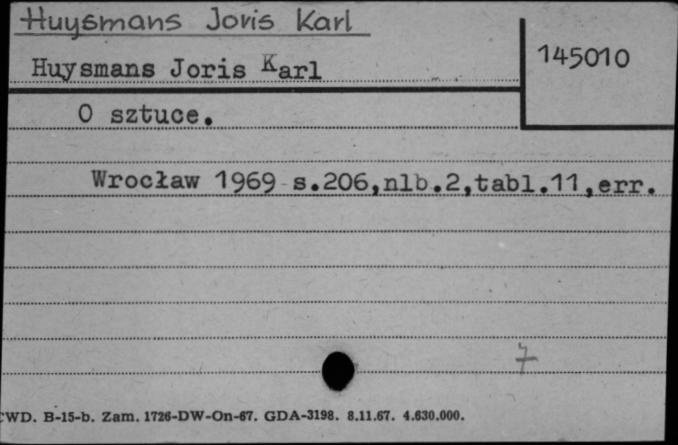 Huysmans Joris Karl
145010
Huysmans Joris Karl
O sztuce.
Wrocław 1969 s.206,nlb.2,tabl.11,err.
7
CWD. B-15-b. Zam. 1726-DW-On-67. GDA-3198. 8.11.67. 4.630.000.